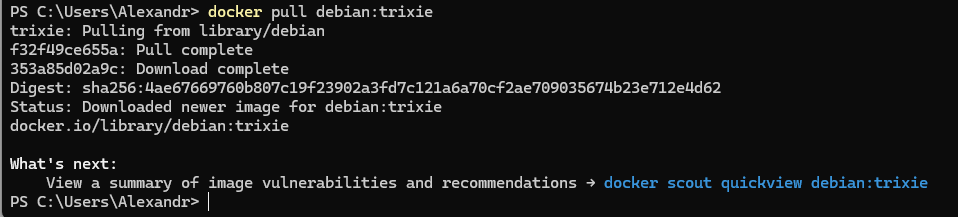 PS C:\Users\Alexandr> docker pull debian:trixie
trixie: Pulling from library/debian
f32f49ce655a: Pull complete
353a85d02a9c: Download complete
Digest: sha256:4ae67669760b807c19f23902a3fd7c121a6a70cf2ae709035674b23e712e4d62
Status: Downloaded newer image for debian:trixie
docker.io/library/debian:trixie
What's next:
View a summary of image vulnerabilities and recommendations → docker scout quickview debian:trixie
PS C:\Users\Alexandr>